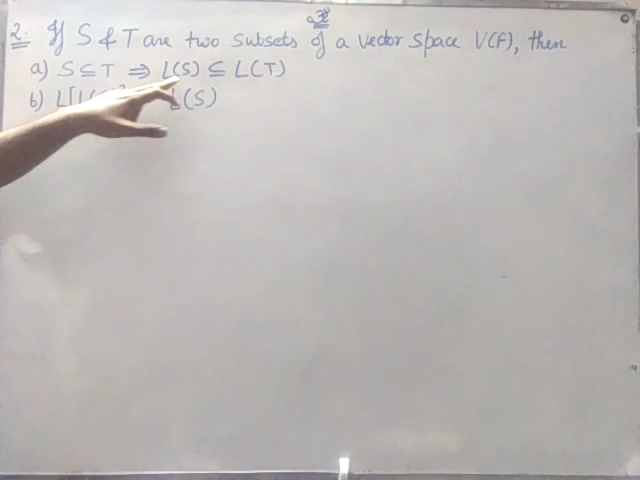 2. If S & T are two subsets of a vector space V(F), then
a) S ⊆ T ⇒ L(S) ⊆ L(T)
b) L[L( L(S)